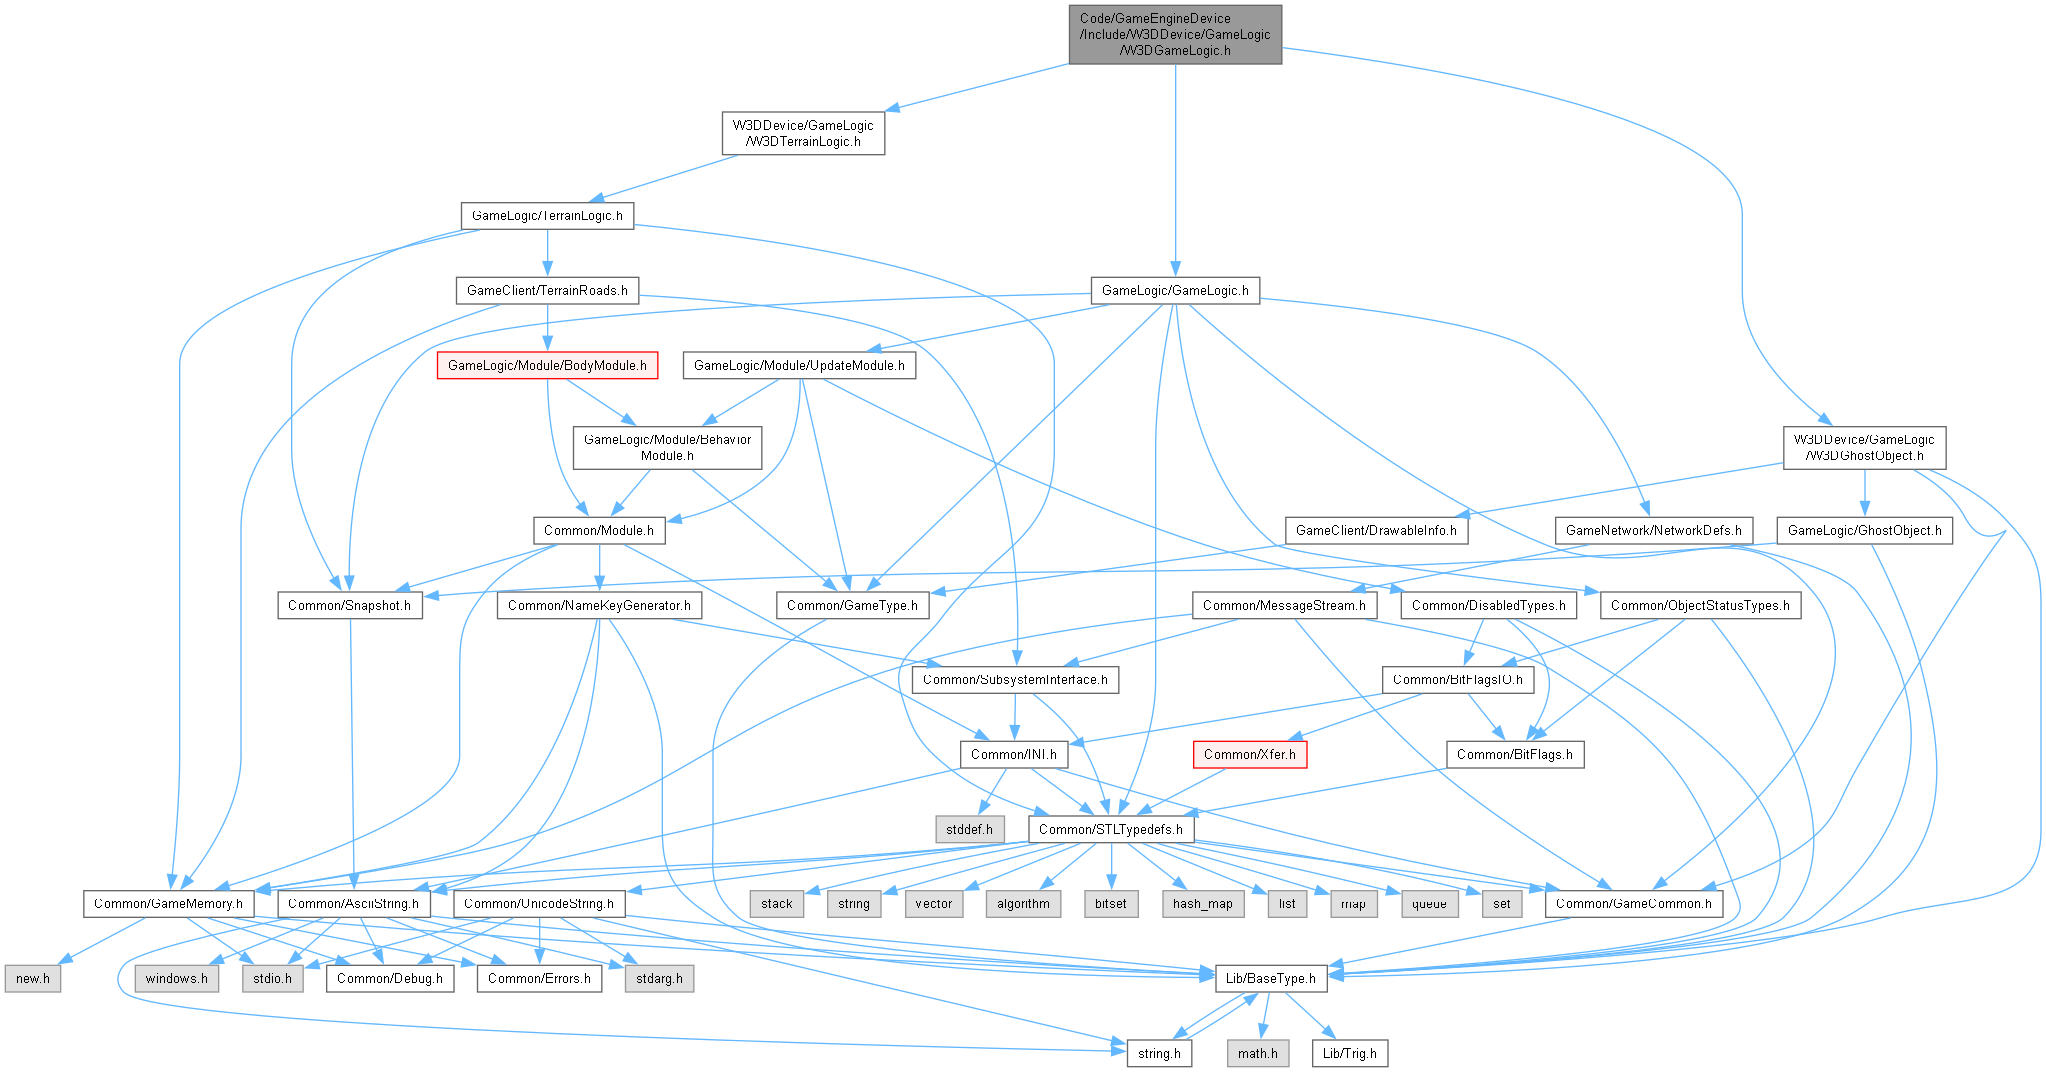 Code/GameEngineDevice
/Include/W3DDevice/GameLogic
/W3DGameLogic.h
W3DDevice/GameLogic
/W3DTerrainLogic.h
GameLogic/TerrainLogic.h
GameClient/TerrainRoads.h
GameLogic/GameLogic.h
GameLogic/Module/BodyModule.h
GameLogic/Module/UpdateModule.h
GameLogic/Module/Behavior
Module.h
W3DDevice/GameLogic
/W3DGhostObject.h
Common/Module.h
GameClient/DrawableInfo.h
GameNetwork/NetworkDefs.h
GameLogic/GhostObject.h
Common/Snapshot.h
Common/NameKeyGenerator.h
Common/GameType.h
Common/MessageStream.h
Common/DisabledTypes.h
Common/ObjectStatusTypes.h
Common/SubsystemInterface.h
Common/BitFlagsIO.h
Common/INI.h
Common/Xfer.h
Common/BitFlags.h
stddef.h
Common/STLTypedefs.h
Common/GameMemory.h
Common/AsciiString.h
Common/UnicodeString.h
stack
string
vector
algorithm
bitset
hash_map
list
map
queue
set
Common/GameCommon.h
new.h
windows.h
stdio.h
Common/Debug.h
Common/Errors.h
stdarg.h
Lib/BaseType.h
string.h
math.h
Lib/Trig.h